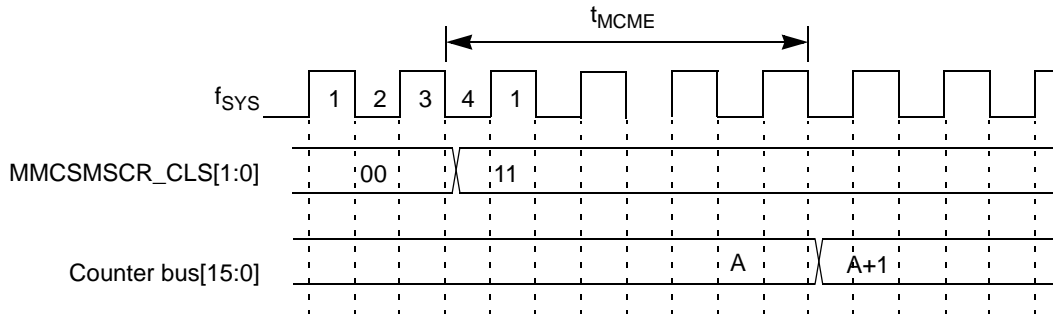 tMCME
fSYS 1 2 3 4 1
MMCSMSCR_CLS[1:0] 00 11
Counter bus[15:0] A A+1